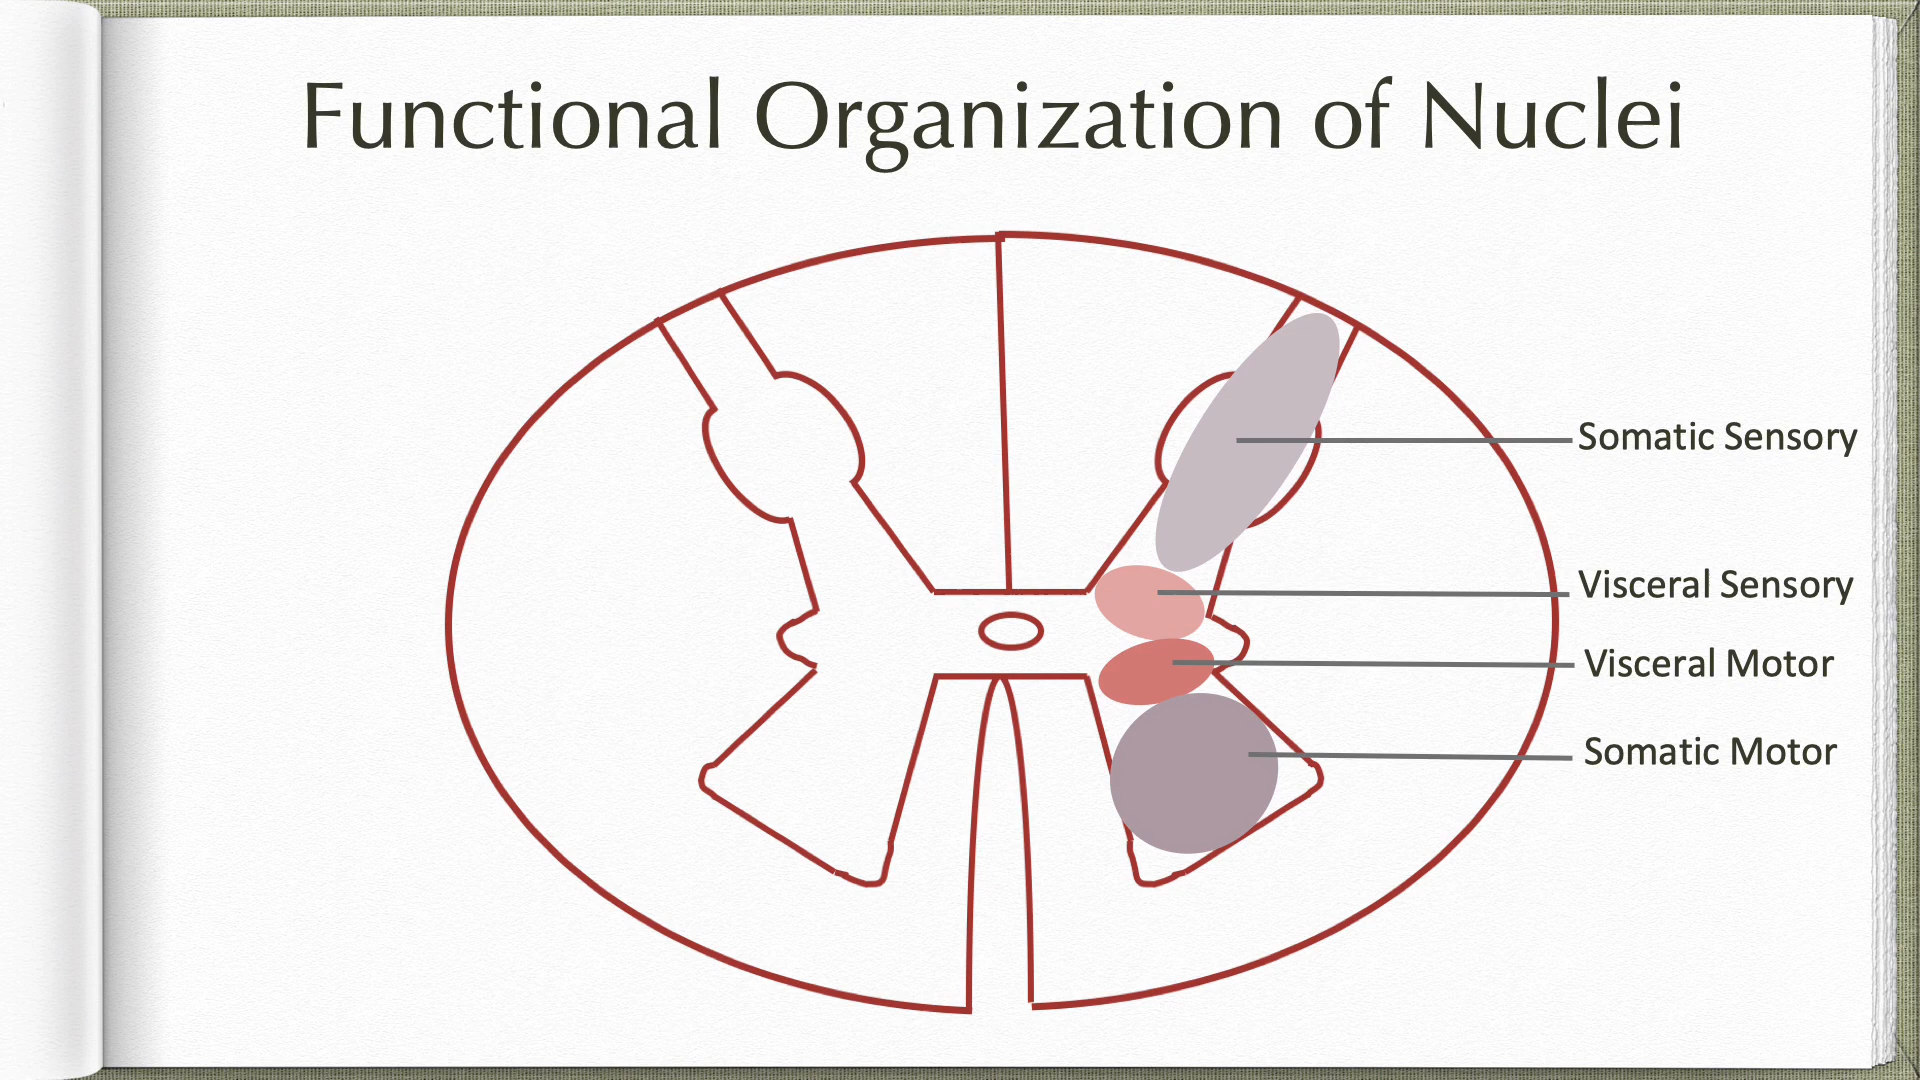 Functional Organization of Nuclei
Somatic Sensory
Visceral Sensory
Visceral Motor
Somatic Motor